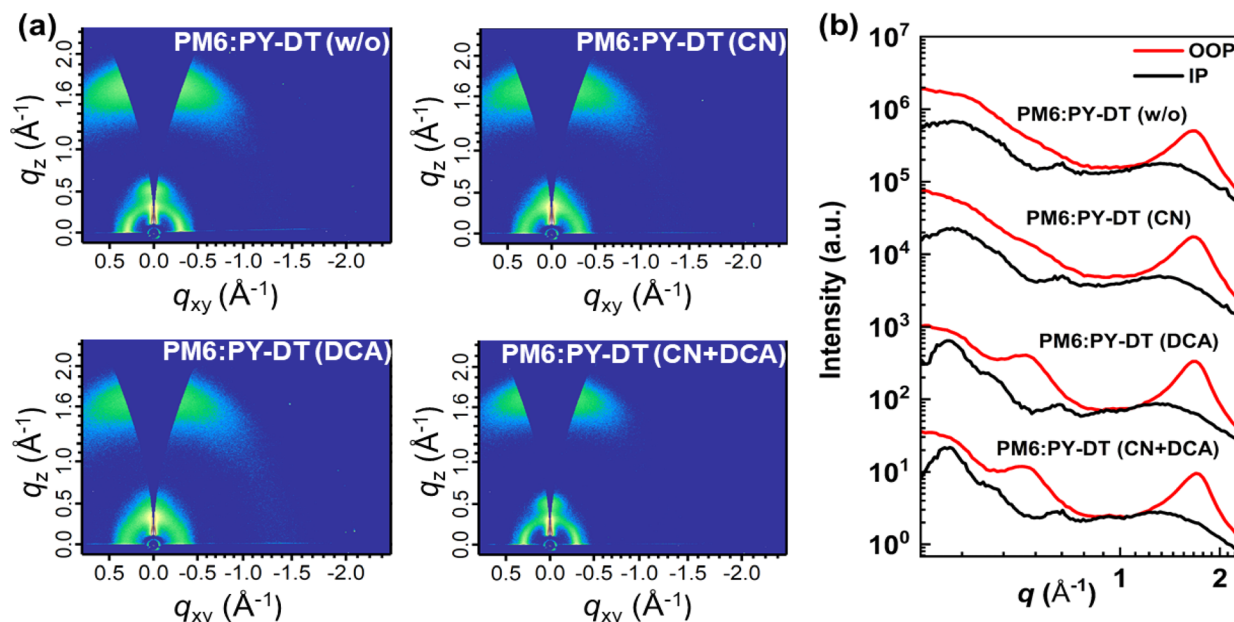 (a)
PM6:PY-DT (w/o)
2.0
1.6
1.0
0.5
0.0
qz (Å⁻¹)
0.5 0.0 -0.5 -1.0 -1.5 -2.0
qxy (Å⁻¹)
PM6:PY-DT (CN)
2.0
1.6
1.0
0.5
0.0
qz (Å⁻¹)
0.5 0.0 -0.5 -1.0 -1.5 -2.0
qxy (Å⁻¹)
PM6:PY-DT (DCA)
2.0
1.6
1.0
0.5
0.0
qz (Å⁻¹)
0.5 0.0 -0.5 -1.0 -1.5 -2.0
qxy (Å⁻¹)
PM6:PY-DT (CN+DCA)
2.0
1.6
1.0
0.5
0.0
qz (Å⁻¹)
0.5 0.0 -0.5 -1.0 -1.5 -2.0
qxy (Å⁻¹)
(b)
10⁷
10⁶
10⁵
10⁴
10³
10²
10¹
10⁰
Intensity (a.u.)
OOP
IP
PM6:PY-DT (w/o)
PM6:PY-DT (CN)
PM6:PY-DT (DCA)
PM6:PY-DT (CN+DCA)
1 2
q (Å⁻¹)